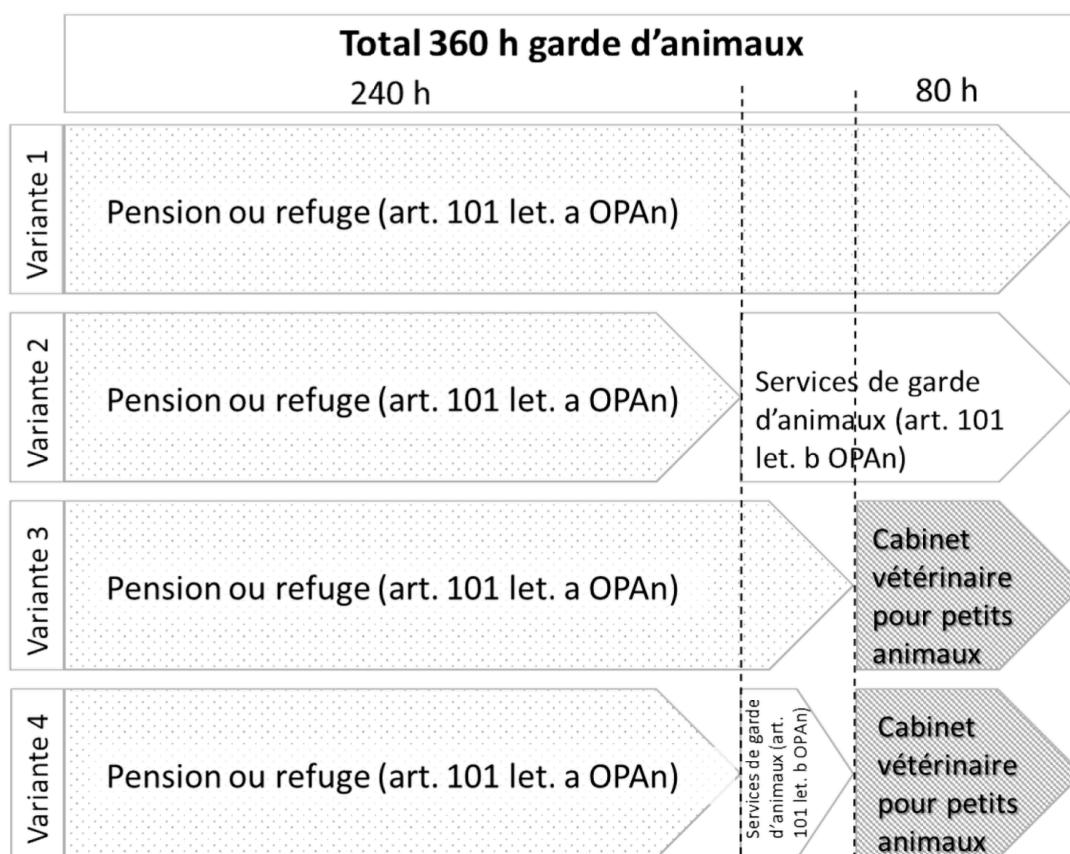 Total 360 h garde d'animaux
240 h
80 h
Variante 1
Pension ou refuge (art. 101 let. a OPAn)
Variante 2
Pension ou refuge (art. 101 let. a OPAn)
Services de garde
d'animaux (art. 101
let. b OPAn)
Variante 3
Pension ou refuge (art. 101 let. a OPAn)
Cabinet
vétérinaire
pour petits
animaux
Variante 4
Pension ou refuge (art. 101 let. a OPAn)
Services de garde
d'animaux (art.
101 let. b OPAn)
Cabinet
vétérinaire
pour petits
animaux